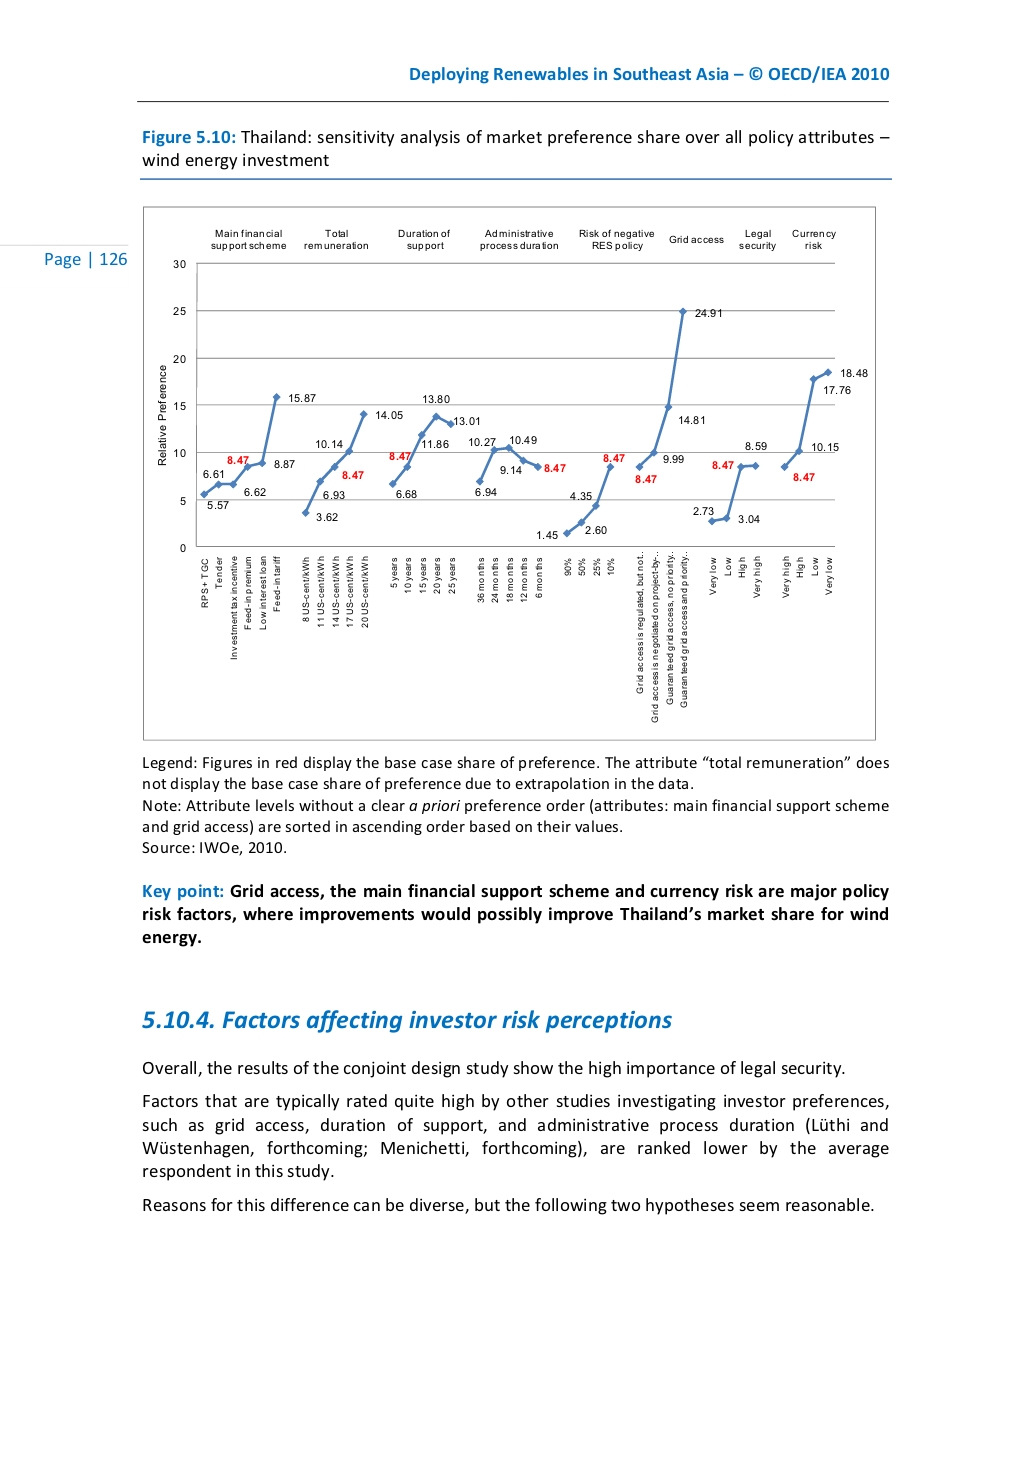 Deploying Renewables in Southeast Asia – © OECD/IEA 2010
Figure 5.10: Thailand: sensitivity analysis of market preference share over all policy attributes –
wind energy investment
Page | 126
Main financial support scheme
Total remuneration
Duration of support
Administrative process duration
Risk of negative RES policy
Grid access
Legal security
Currency risk
Relative Preference
30
25
20
15
10
5
0
5.57
6.61
6.62
8.47
8.87
15.87
3.62
6.93
8.47
10.14
14.05
6.68
8.47
11.86
13.80
13.01
6.94
10.27
10.49
9.14
8.47
1.45
2.60
4.35
8.47
8.47
9.99
14.81
24.91
2.73
3.04
8.47
8.59
8.47
10.15
17.76
18.48
RPS + TGC
Tender
Investment tax incentive
Feed-in premium
Low interest loan
Feed-in tariff
8 US-cent/kWh
11 US-cent/kWh
14 US-cent/kWh
17 US-cent/kWh
20 US-cent/kWh
5 years
10 years
15 years
20 years
25 years
36 months
24 months
18 months
12 months
6 months
90%
50%
25%
10%
Grid access is regulated, but not..
Grid access is negotiated on project-by-..
Guaranteed grid access, no priority..
Guaranteed grid access and priority..
Very low
Low
High
Very high
Very high
High
Low
Very low
Legend: Figures in red display the base case share of preference. The attribute “total remuneration” does
not display the base case share of preference due to extrapolation in the data.
Note: Attribute levels without a clear a priori preference order (attributes: main financial support scheme
and grid access) are sorted in ascending order based on their values.
Source: IWOe, 2010.
Key point: Grid access, the main financial support scheme and currency risk are major policy
risk factors, where improvements would possibly improve Thailand’s market share for wind
energy.
5.10.4. Factors affecting investor risk perceptions
Overall, the results of the conjoint design study show the high importance of legal security.
Factors that are typically rated quite high by other studies investigating investor preferences,
such as grid access, duration of support, and administrative process duration (Lüthi and
Wüstenhagen, forthcoming; Menichetti, forthcoming), are ranked lower by the average
respondent in this study.
Reasons for this difference can be diverse, but the following two hypotheses seem reasonable.